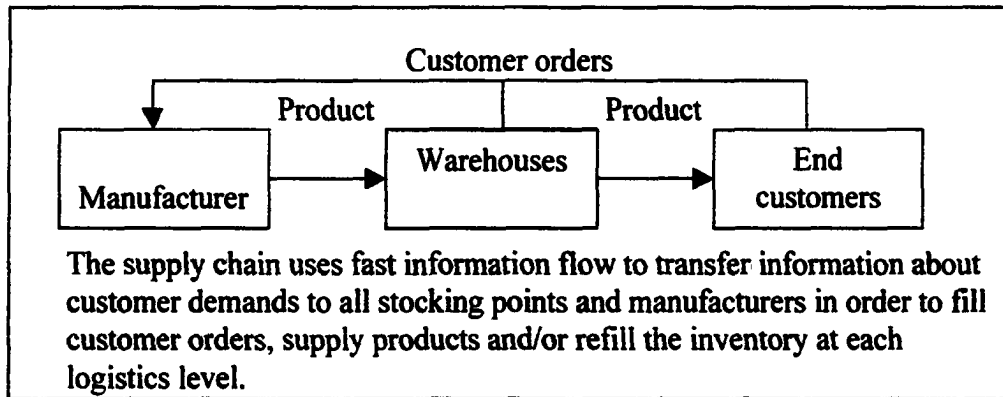 Customer orders
Product Product
Warehouses End
Manufacturer customers
The supply chain uses fast information flow to transfer information about
customer demands to all stocking points and manufacturers in order to fill
customer orders, supply products and/or refill the inventory at each
logistics level.